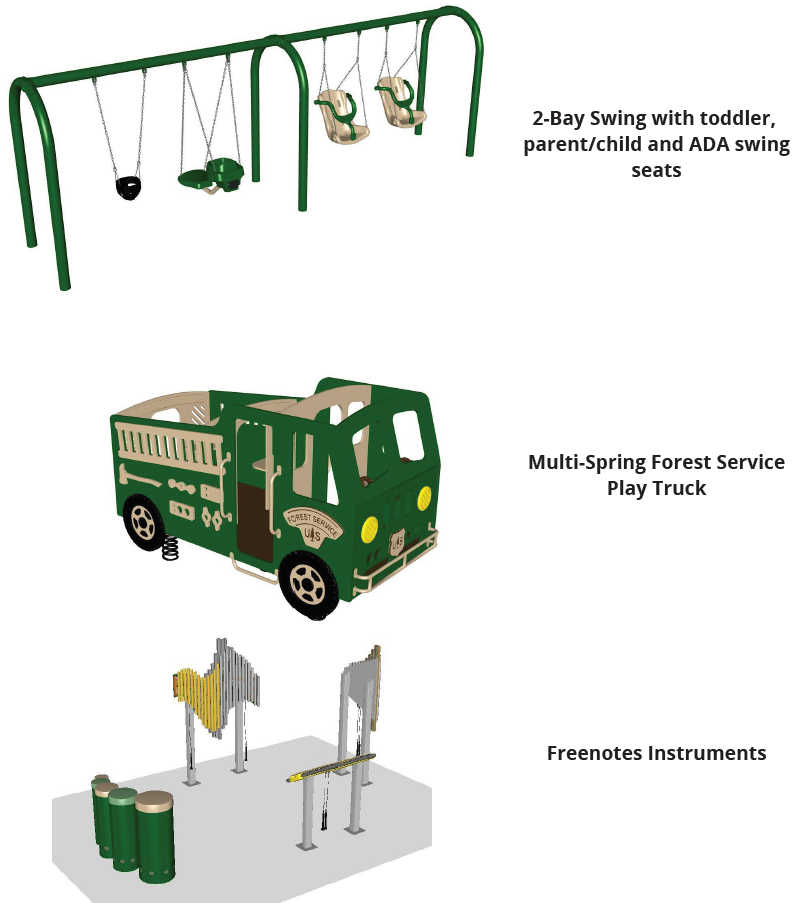 2-Bay Swing with toddler,
parent/child and ADA swing
seats
Multi-Spring Forest Service
Play Truck
FOREST SERVICE
U S
U S
Freenotes Instruments